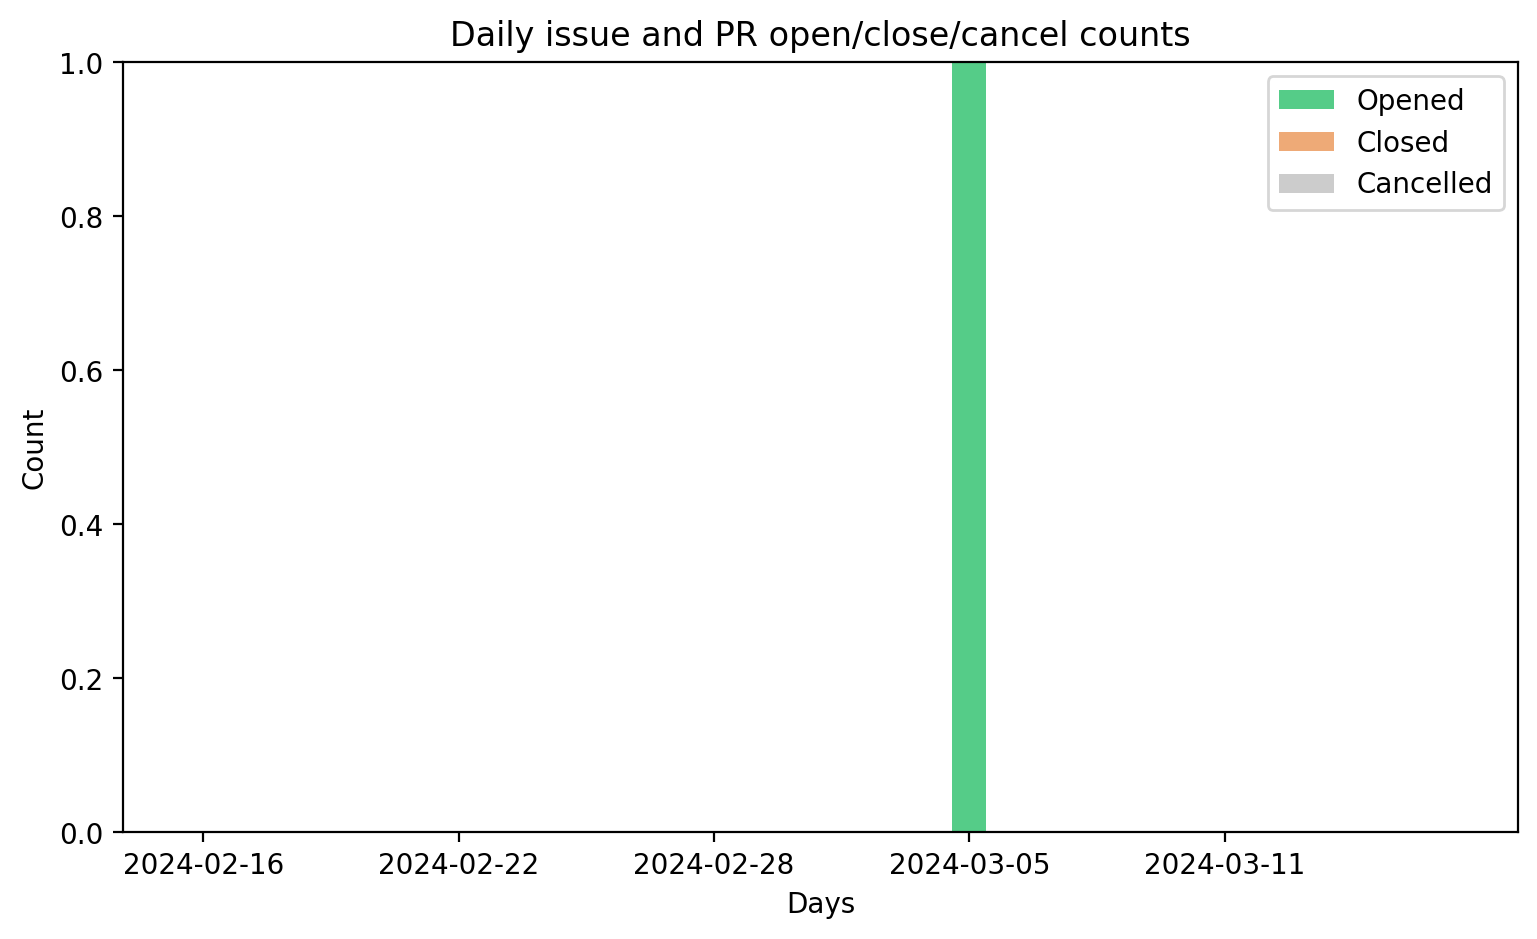 Daily issue and PR open/close/cancel counts
1.0
0.8
0.6
0.4
0.2
0.0
Count
Opened
Closed
Cancelled
2024-02-16
2024-02-22
2024-02-28
2024-03-05
2024-03-11
Days